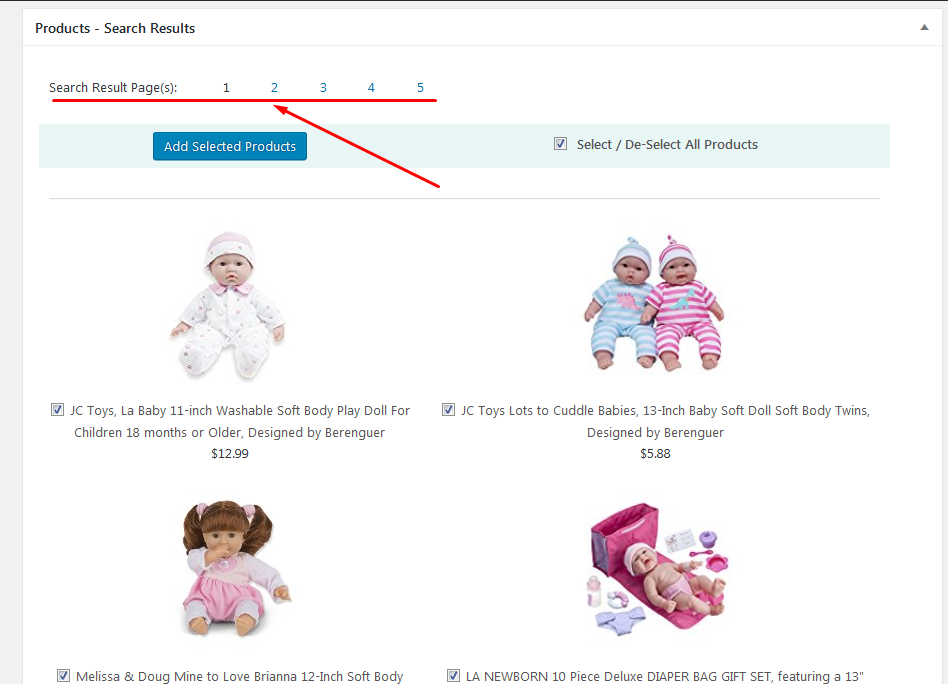 Products - Search Results
Search Result Page(s): 1 2 3 4 5
Add Selected Products
Select / De-Select All Products
JC Toys, La Baby 11-inch Washable Soft Body Play Doll For
Children 18 months or Older, Designed by Berenguer
$12.99
JC Toys Lots to Cuddle Babies, 13-Inch Baby Soft Doll Soft Body Twins,
Designed by Berenguer
$5.88
Melissa & Doug Mine to Love Brianna 12-Inch Soft Body
LA NEWBORN 10 Piece Deluxe DIAPER BAG GIFT SET, featuring a 13"